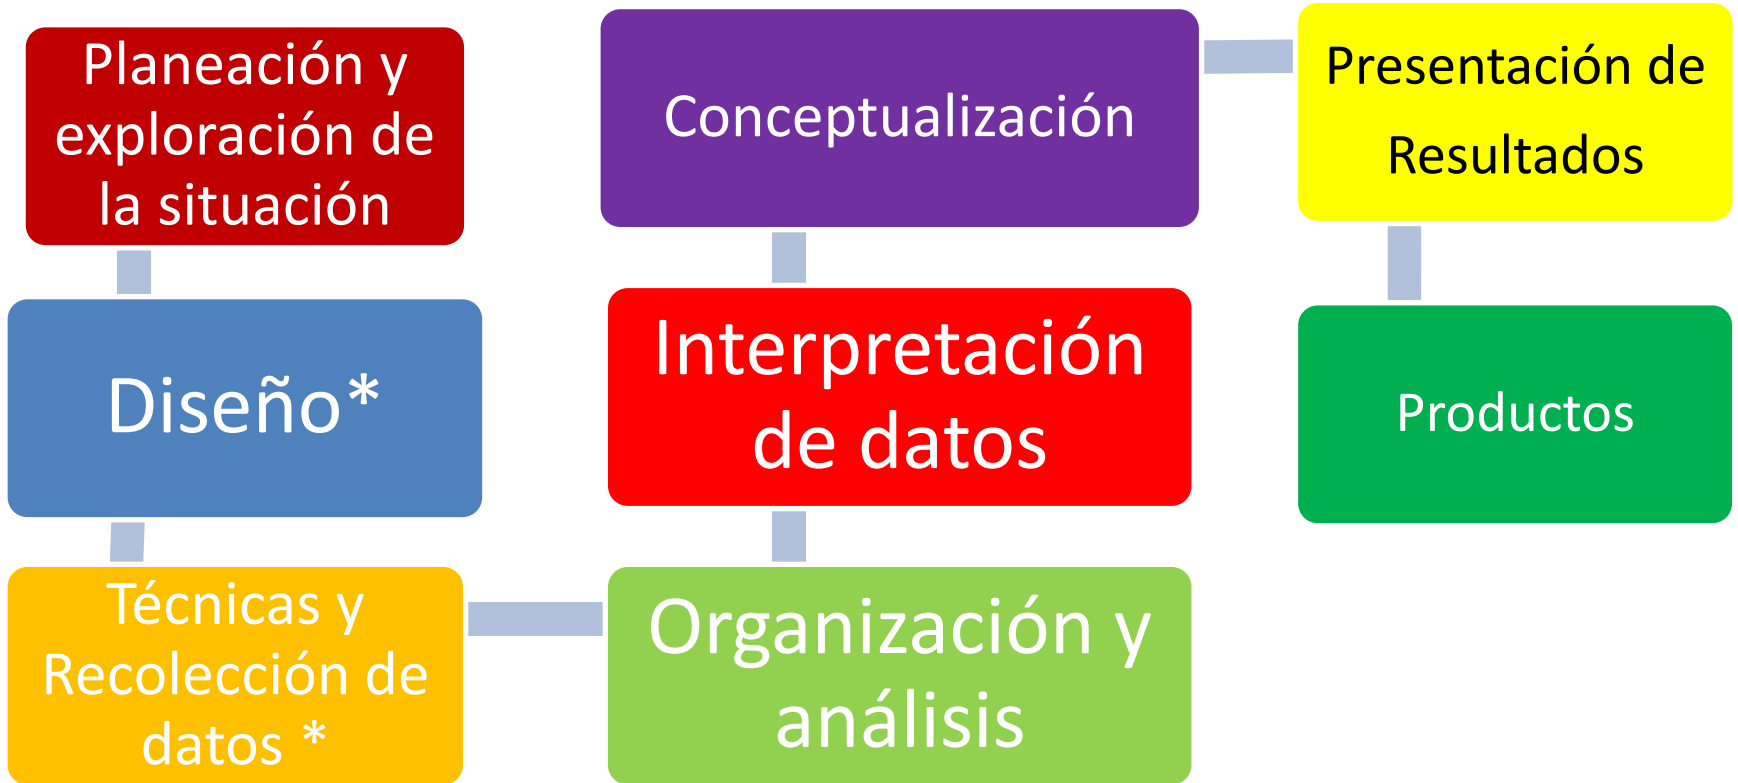 Planeación y
exploración de
la situación
Diseño*
Técnicas y
Recolección de
datos *
Organización y
análisis
Interpretación
de datos
Conceptualización
Presentación de
Resultados
Productos